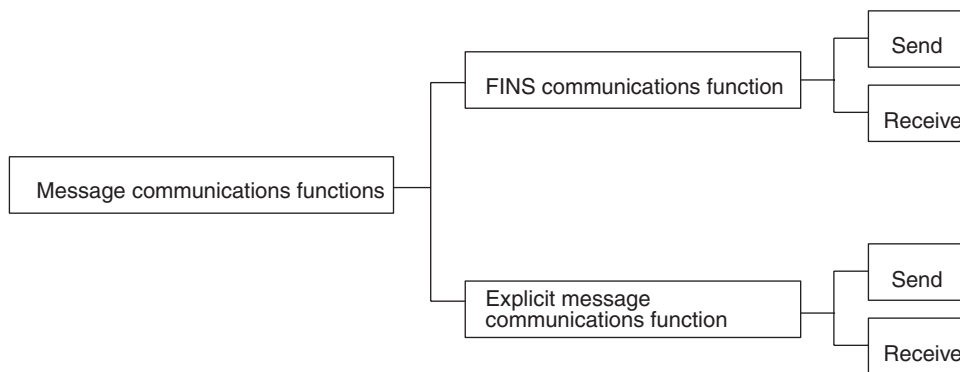 Send
FINS communications function
Receive
Message communications functions
Send
Explicit message
communications function
Receive